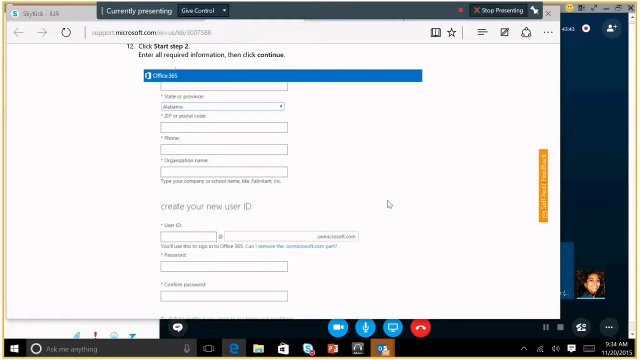 SkyKick - IUR
Currently presenting
Give Control
Stop Presenting
43:43
support.microsoft.com/en-us/kb/3007588
12. Click Start step 2.
Enter all required information, then click continue.
Office 365
* State or province:
Alabama
* ZIP or postal code:
* Phone:
* Organization name:
Type your company or school name, like Fabrikam, Inc.
create your new user ID
* User ID:
@
.onmicrosoft.com
You'll use this to sign in to Office 365. Can I remove the .onmicrosoft.com part?
* Password:
* Confirm password:
Self-host Feedback
Ask me anything
9:34 AM
11/20/2015